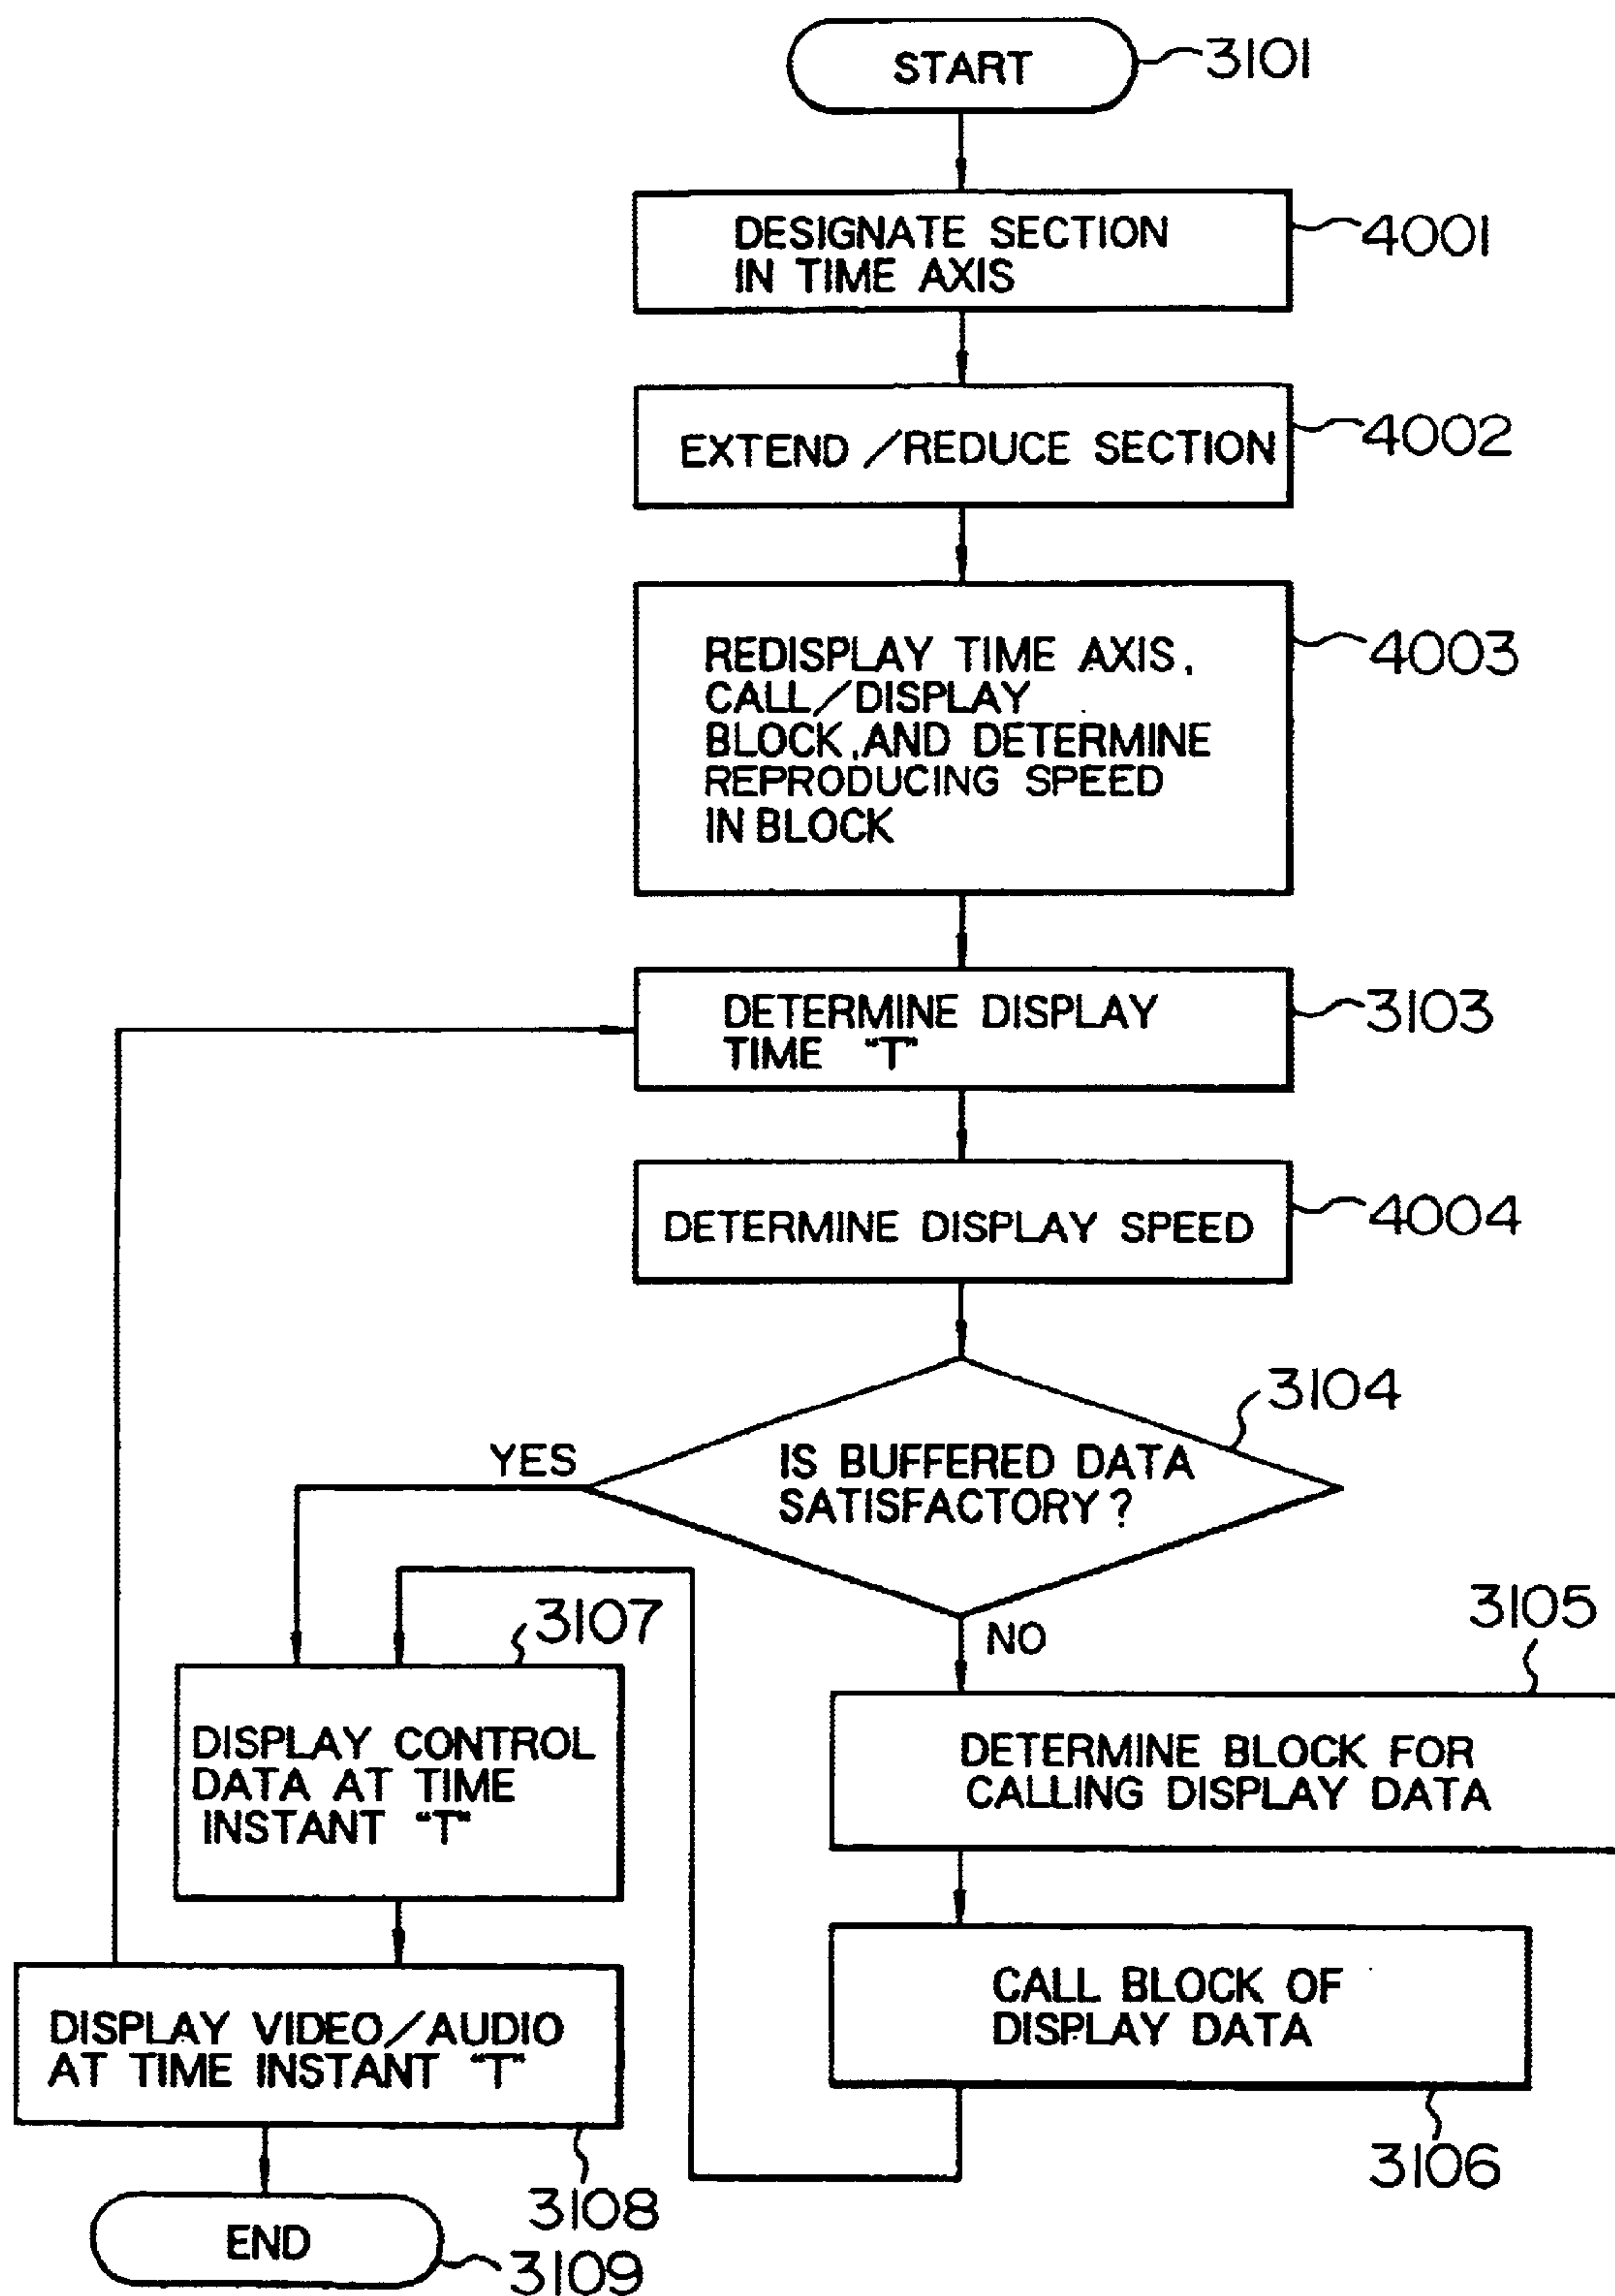 START
3101
DESIGNATE SECTION
IN TIME AXIS
4001
EXTEND /REDUCE SECTION
4002
REDISPLAY TIME AXIS,
CALL/DISPLAY
BLOCK, AND DETERMINE
REPRODUCING SPEED
IN BLOCK
4003
DETERMINE DISPLAY
TIME "T"
3103
DETERMINE DISPLAY SPEED
4004
IS BUFFERED DATA
SATISFACTORY?
3104
YES
NO
3107
DISPLAY CONTROL
DATA AT TIME
INSTANT "T"
3105
DETERMINE BLOCK FOR
CALLING DISPLAY DATA
CALL BLOCK OF
DISPLAY DATA
3106
DISPLAY VIDEO/AUDIO
AT TIME INSTANT "T"
3108
END
3109